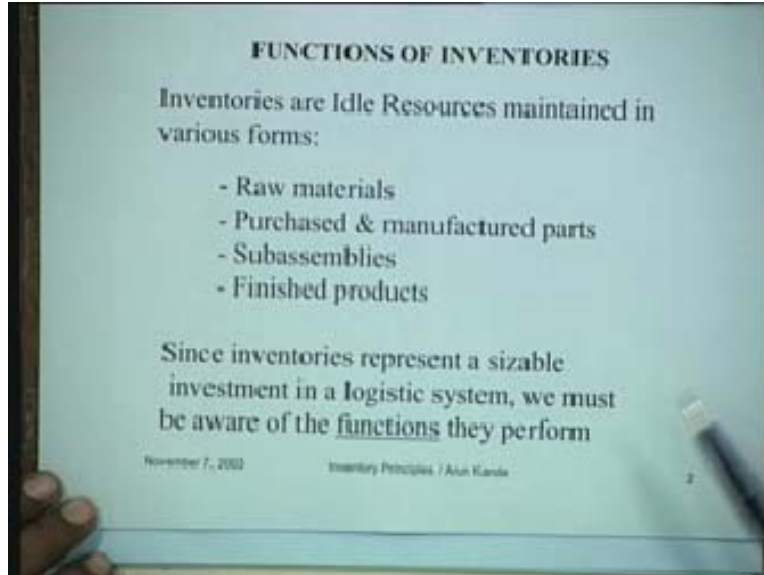 FUNCTIONS OF INVENTORIES
Inventories are Idle Resources maintained in
various forms:
- Raw materials
- Purchased & manufactured parts
- Subassemblies
- Finished products
Since inventories represent a sizable
investment in a logistic system, we must
be aware of the functions they perform
November 7, 2003
Inventory Principles / Arun Kanda
2